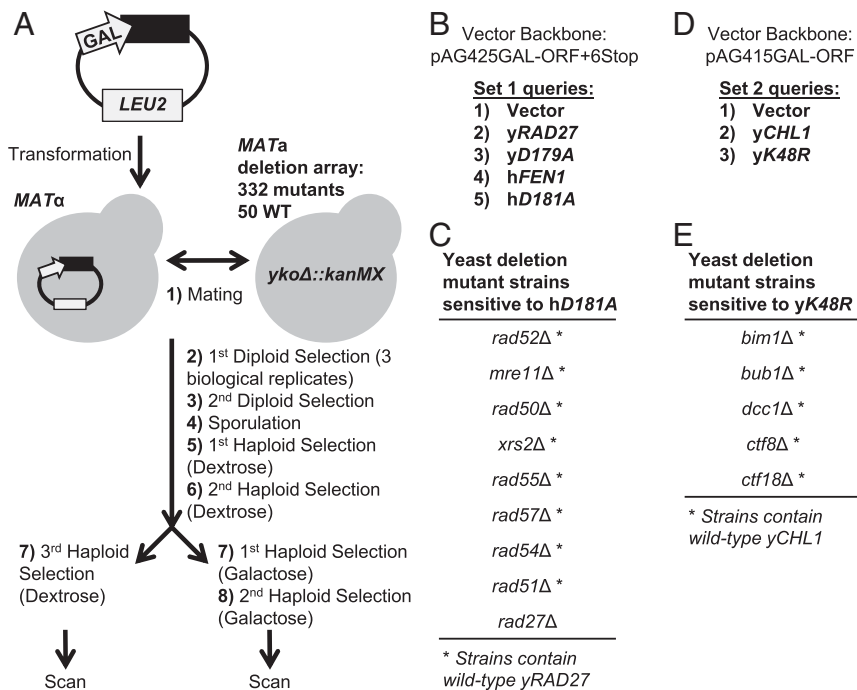 A
GAL
LEU2
Transformation
MATα
MATa
deletion array:
332 mutants
50 WT
ykoΔ::kanMX
1) Mating
2) 1st Diploid Selection (3
biological replicates)
3) 2nd Diploid Selection
4) Sporulation
5) 1st Haploid Selection
(Dextrose)
6) 2nd Haploid Selection
(Dextrose)
7) 3rd Haploid
Selection
(Dextrose)
Scan
7) 1st Haploid Selection
(Galactose)
8) 2nd Haploid Selection
(Galactose)
Scan
B
Vector Backbone:
pAG425GAL-ORF+6Stop
Set 1 queries:
1) Vector
2) yRAD27
3) yD179A
4) hFEN1
5) hD181A
C
Yeast deletion
mutant strains
sensitive to hD181A
rad52Δ *
mre11Δ *
rad50Δ *
xrs2Δ *
rad55Δ *
rad57Δ *
rad54Δ *
rad51Δ *
rad27Δ
* Strains contain
wild-type yRAD27
D
Vector Backbone:
pAG415GAL-ORF
Set 2 queries:
1) Vector
2) yCHL1
3) yK48R
E
Yeast deletion
mutant strains
sensitive to yK48R
bim1Δ *
bub1Δ *
dcc1Δ *
ctf8Δ *
ctf18Δ *
* Strains contain
wild-type yCHL1